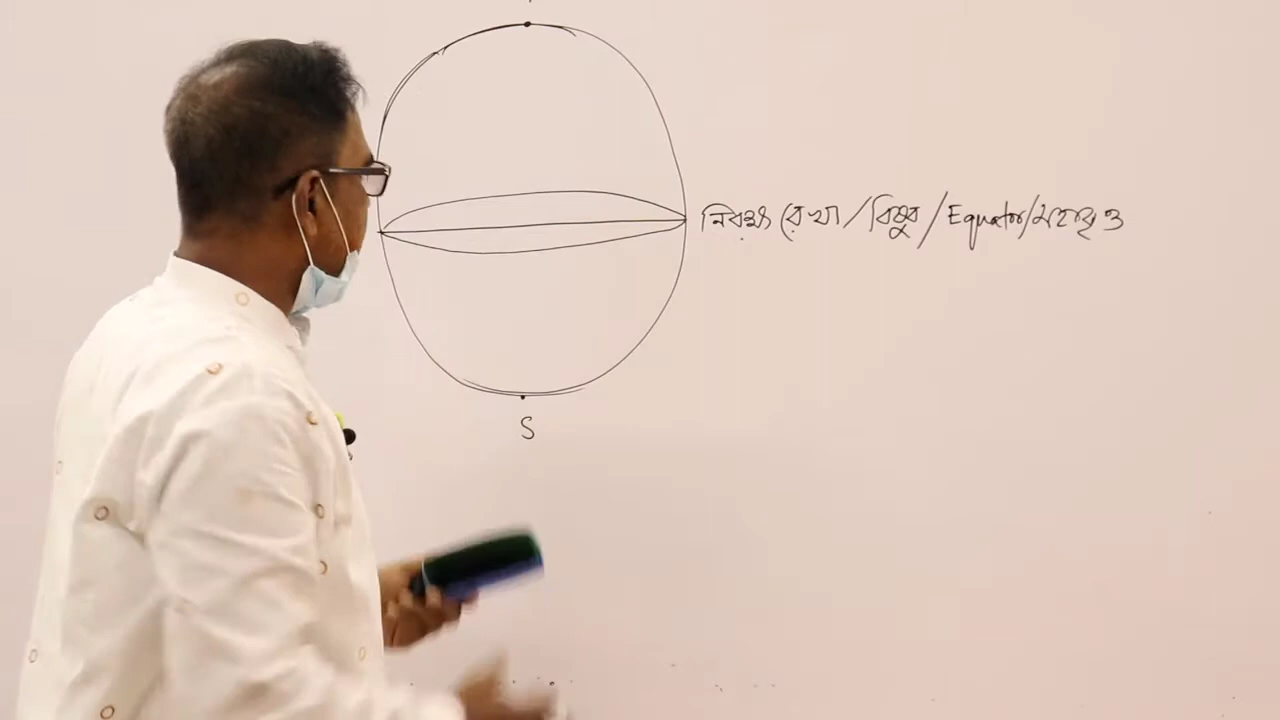 নিরক্ষ রেখা / বিষুব / Equator / মহাবৃত্ত
S